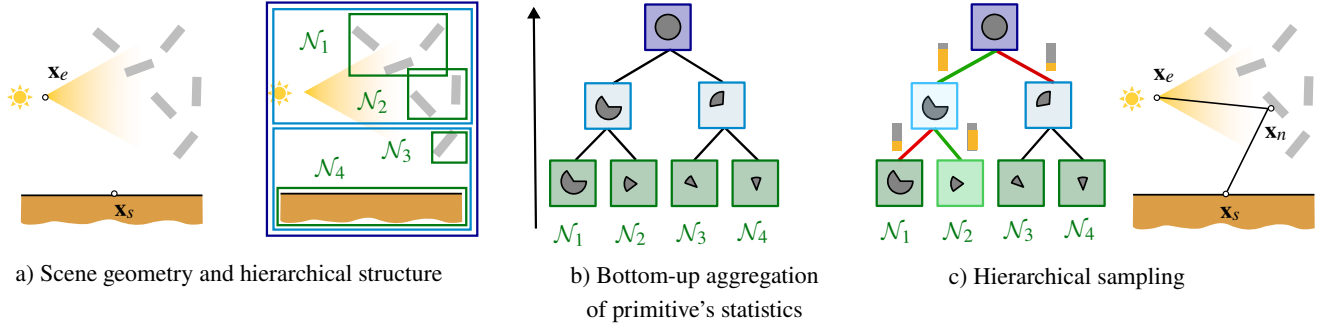 x_e
x_s
N_1
N_2
N_3
N_4
a) Scene geometry and hierarchical structure
N_1 N_2 N_3 N_4
b) Bottom-up aggregation
of primitive's statistics
N_1 N_2 N_3 N_4
x_e
x_n
x_s
c) Hierarchical sampling